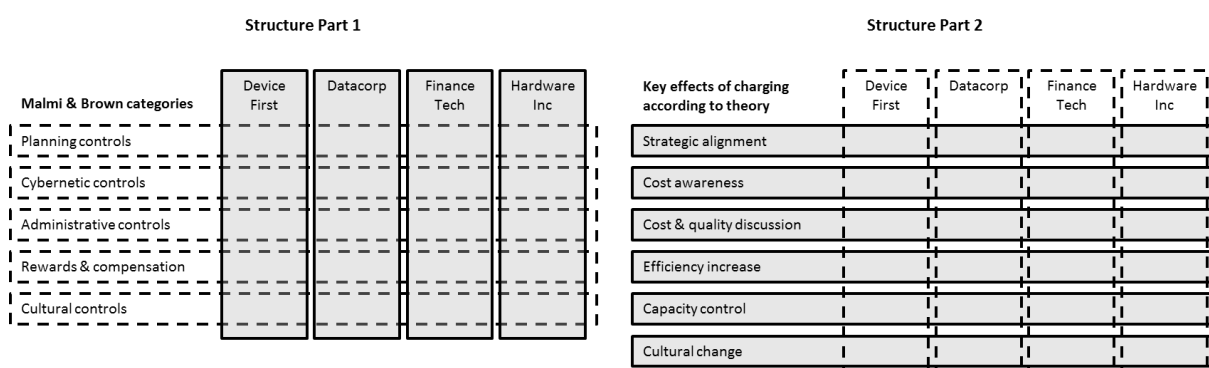 Structure Part 1
Malmi & Brown categories
Device
First
Datacorp
Finance
Tech
Hardware
Inc
Planning controls
Cybernetic controls
Administrative controls
Rewards & compensation
Cultural controls
Structure Part 2
Key effects of charging
according to theory
Device
First
Datacorp
Finance
Tech
Hardware
Inc
Strategic alignment
Cost awareness
Cost & quality discussion
Efficiency increase
Capacity control
Cultural change